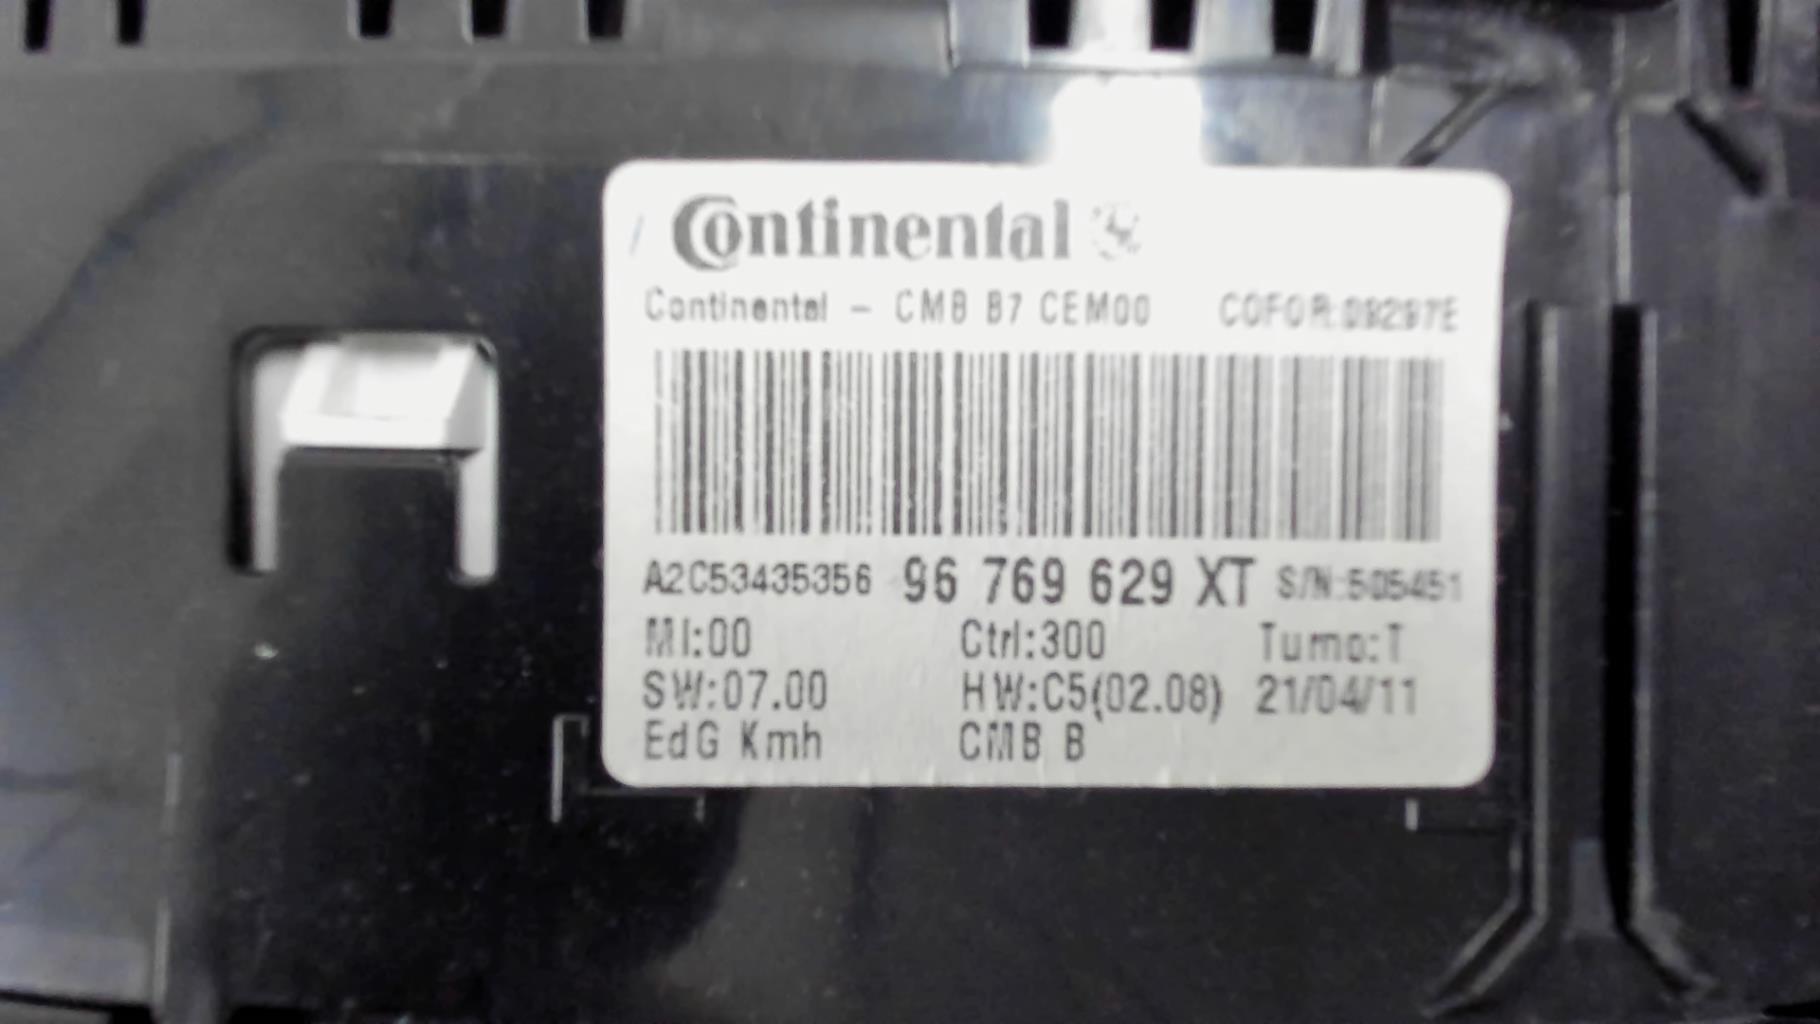 Continental
Continental - CMB B7 CEM00 COFOR:09297E
A2C53435356 96 769 629 XT S/N:505451
MI:00 Ctrl:300 Turno:T
SW:07.00 HW:C5(02.08) 21/04/11
EdG Kmh CMB B